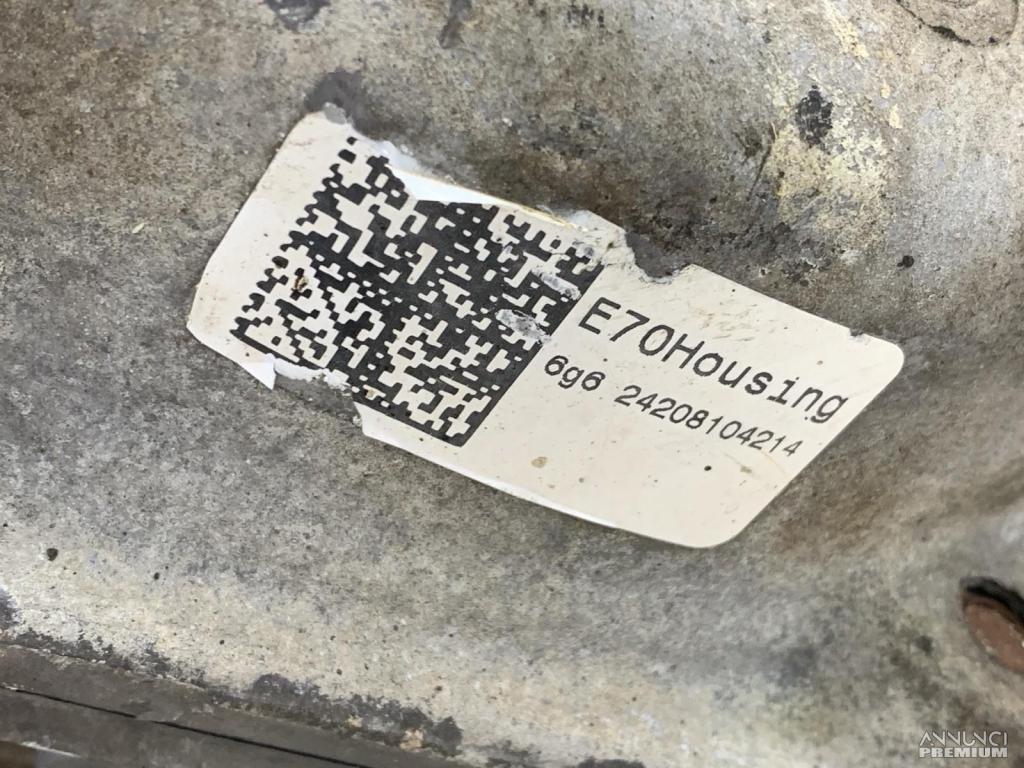 E70Housing
6g6 24208104214
ANNUNCI
PREMIUM